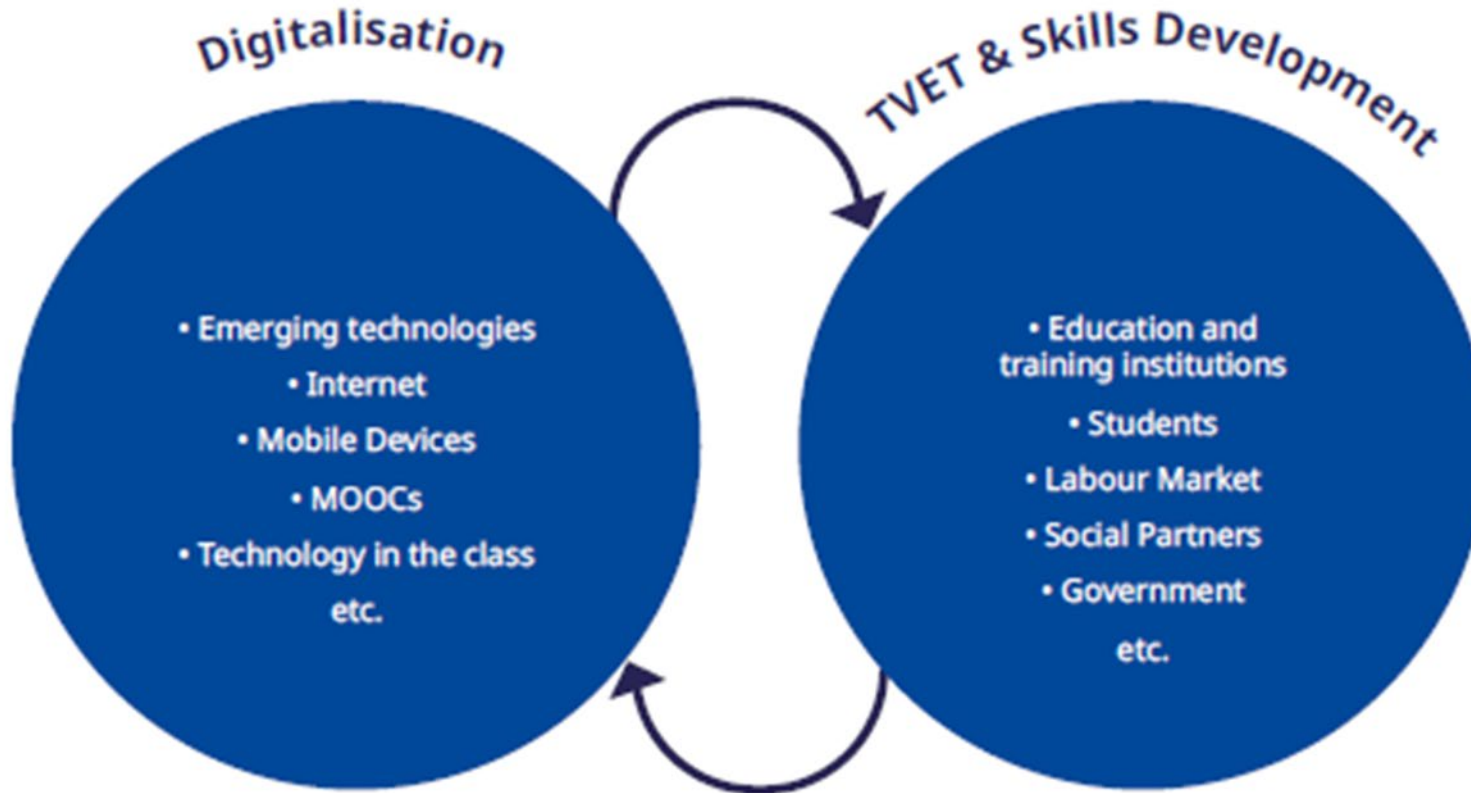 Digitalisation
• Emerging technologies
• Internet
• Mobile Devices
• MOOCs
• Technology in the class
etc.
TVET & Skills Development
• Education and
training institutions
• Students
• Labour Market
• Social Partners
• Government
etc.